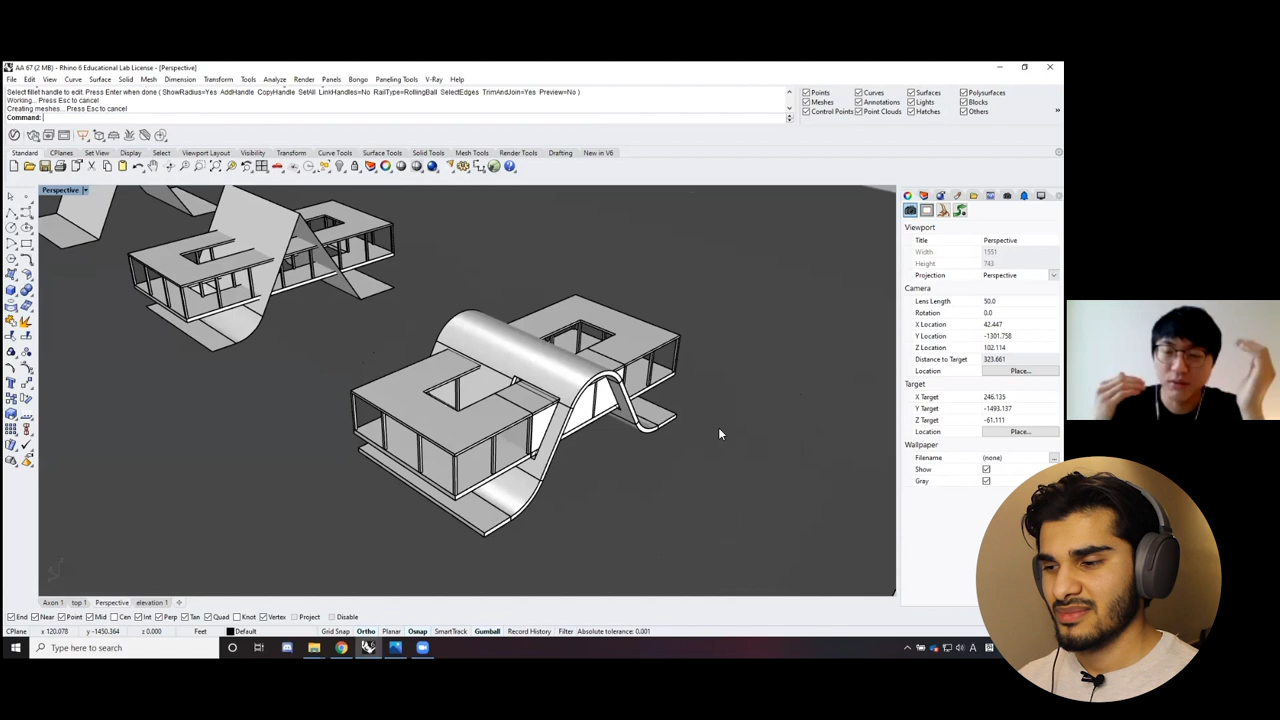 AA 67 (2 MB) - Rhino 6 Educational Lab License - [Perspective]
File Edit View Curve Surface Solid Mesh Dimension Transform Tools Analyze Render Panels Bongo Paneling Tools V-Ray Help
Select fillet handle to edit. Press Enter when done ( ShowRadius=Yes AddHandle CopyHandle SetAll LinkHandles=No RailType=RollingBall SelectEdges TrimAndJoin=Yes Preview=No )
Working... Press Esc to cancel
Creating meshes... Press Esc to cancel
Command:
Points Curves Surfaces Polysurfaces
Meshes Annotations Lights Blocks
Control Points Point Clouds Hatches Others
Standard CPlanes Set View Display Select Viewport Layout Visibility Transform Curve Tools Surface Tools Solid Tools Mesh Tools Render Tools Drafting New in V6
Perspective
Viewport
Title Perspective
Width 1551
Height 743
Projection Perspective
Camera
Lens Length 50.0
Rotation 0.0
X Location 42.447
Y Location -1301.758
Z Location 102.114
Distance to Target 323.661
Location Place...
Target
X Target 246.135
Y Target -1493.137
Z Target -61.111
Location Place...
Wallpaper
Filename (none) ...
Show
Gray
Axon 1 top 1 Perspective elevation 1
End Near Point Mid Cen Int Perp Tan Quad Knot Vertex Project Disable
CPlane x 120.078 y -1450.364 z 0.000 Feet Default Grid Snap Ortho Planar Osnap SmartTrack Gumball Record History Filter Absolute tolerance: 0.001
Type here to search
A